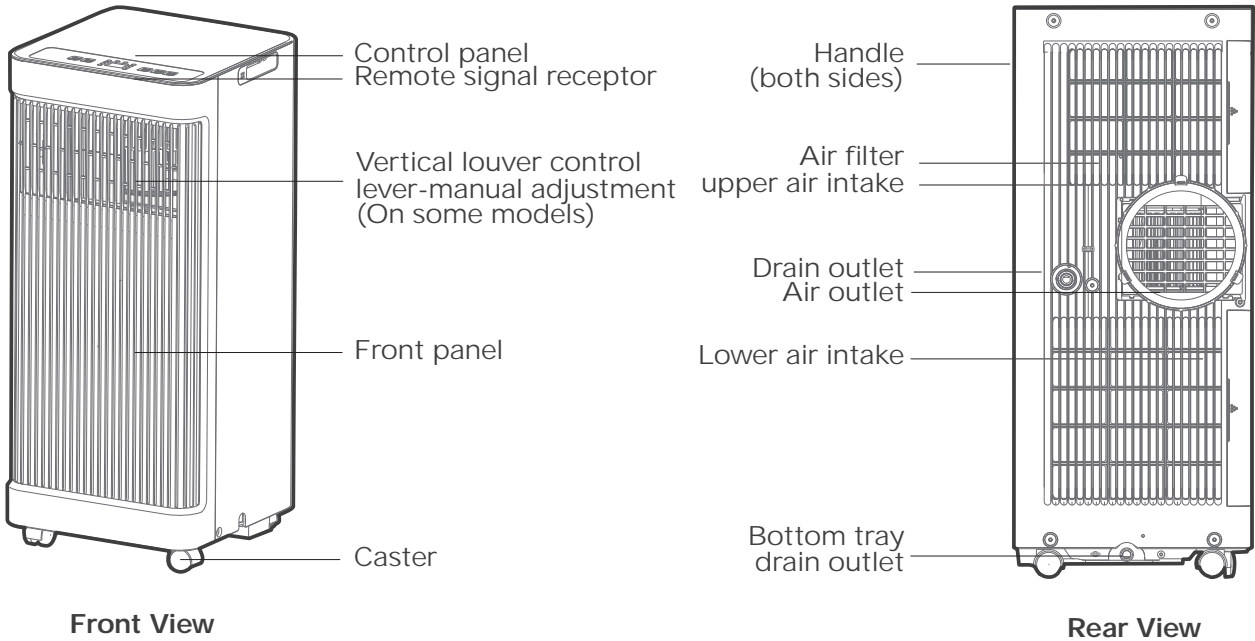 Control panel
Remote signal receptor
Vertical louver control
lever-manual adjustment
(On some models)
Front panel
Caster
Front View
Handle
(both sides)
Air filter
upper air intake
Drain outlet
Air outlet
Lower air intake
Bottom tray
drain outlet
Rear View